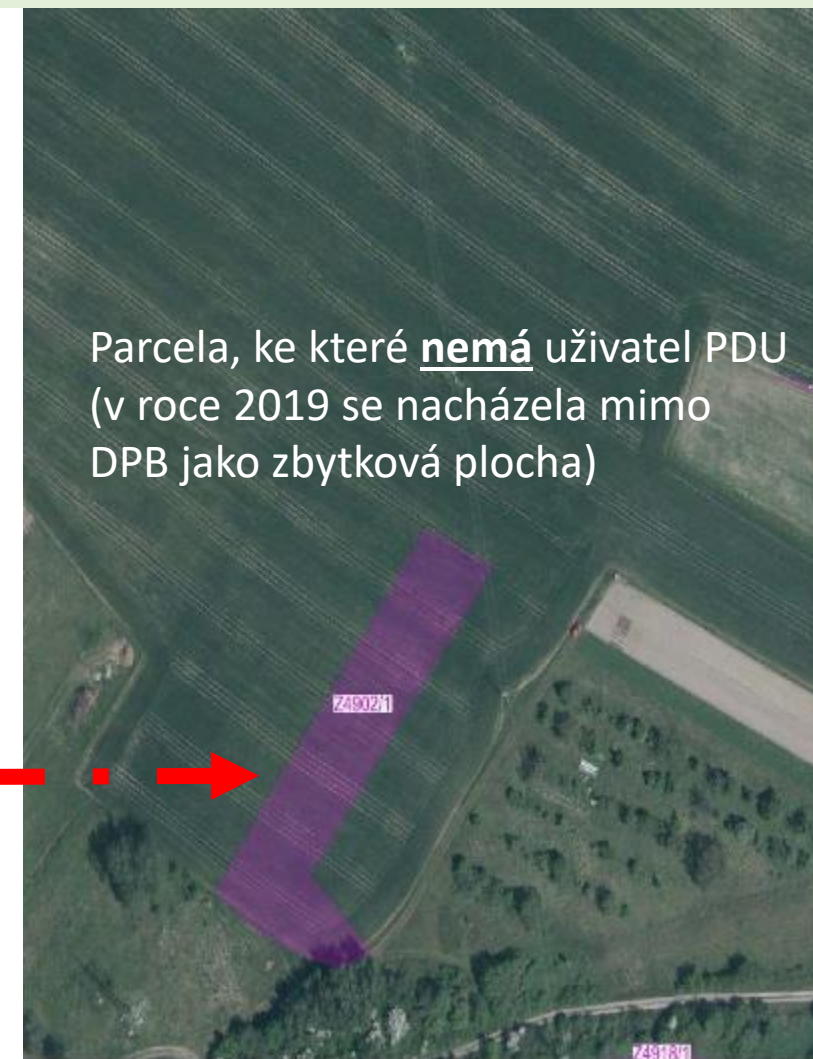 Parcela, ke které nemá uživatel PDU
(v roce 2019 se nacházela mimo
DPB jako zbytková plocha)
Z4902/1
Z4918/1